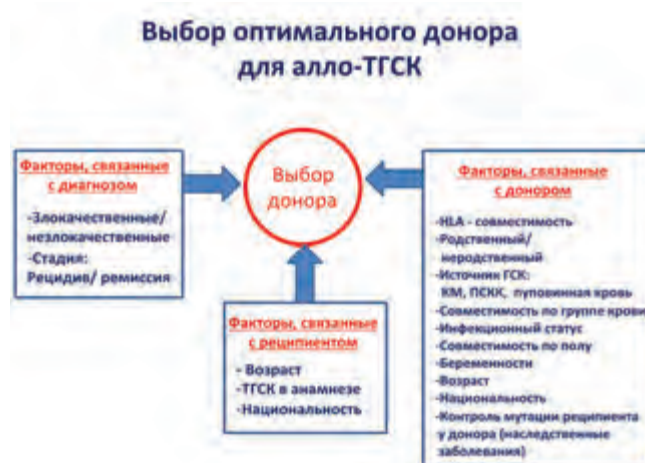 Выбор оптимального донора
для алло-ТГСК
Факторы, связанные
с диагнозом
-Злокачественные/
незлокачественные
-Стадия:
Рецидив/ ремиссия
Выбор
донора
Факторы, связанные
с реципиентом
- Возраст
-ТГСК в анамнезе
-Национальность
Факторы, связанные
с донором
-HLA - совместимость
-Родственный/
неродственный
-Источник ГСК:
КМ, ПСКК, пуповинная кровь
-Совместимость по группе крови
-Инфекционный статус
-Совместимость по полу
-Беременности
-Возраст
-Национальность
-Контроль мутации реципиента
у донора (наследственные
заболевания)